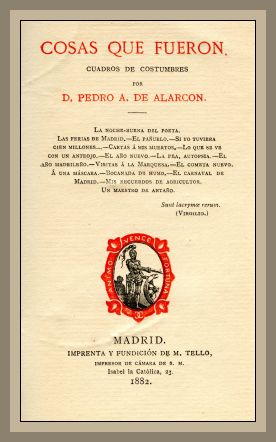 COSAS QUE FUERON.
CUADROS DE COSTUMBRES
POR
D. PEDRO A. DE ALARCON.
LA NOCHE-BUENA DEL POETA.
LAS FERIAS DE MADRID.—EL PAÑUELO.—SI YO TUVIERA
CIEN MILLONES...—CARTAS Á MIS MUERTOS.—LO QUE SE VE
CON UN ANTEOJO.—EL AÑO NUEVO.—LA FEA, AUTOPSIA.—EL
AÑO MADRILEÑO.—VISITAS Á LA MARQUESA.—EL COMETA NUEVO.
Á UNA MÁSCARA.—BOCANADA DE HUMO.—EL CARNAVAL DE
MADRID.—MIS RECUERDOS DE AGRICULTOR.
UN MAESTRO DE ANTAÑO.
Sunt lacrymæ rerum.
(VIRGILIO.)
ANIMO VENCE FORTUNA
MADRID.
IMPRENTA Y FUNDICIÓN DE M. TELLO,
IMPRESOR DE CÁMARA DE S. M.
Isabel la Católica, 23.
1882.